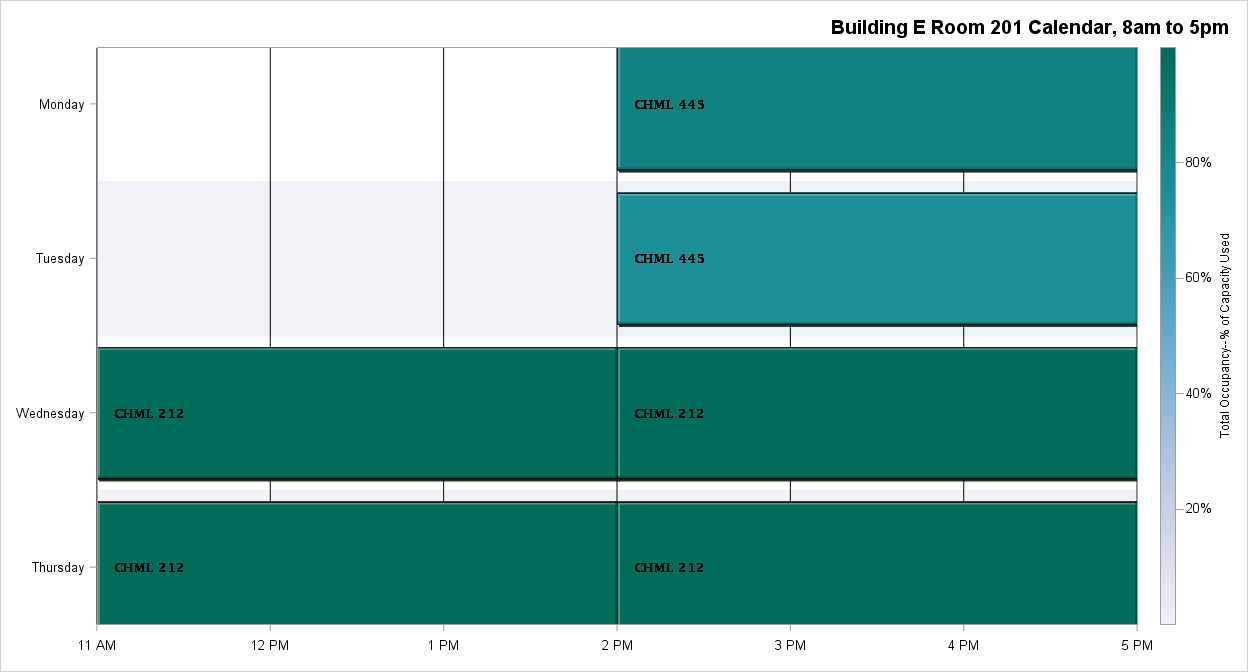 Building E Room 201 Calendar, 8am to 5pm
Monday
CHML 445
Tuesday
CHML 445
Wednesday
CHML 212
CHML 212
Thursday
CHML 212
CHML 212
11 AM
12 PM
1 PM
2 PM
3 PM
4 PM
5 PM
80%
60%
40%
20%
Total Occupancy--% of Capacity Used